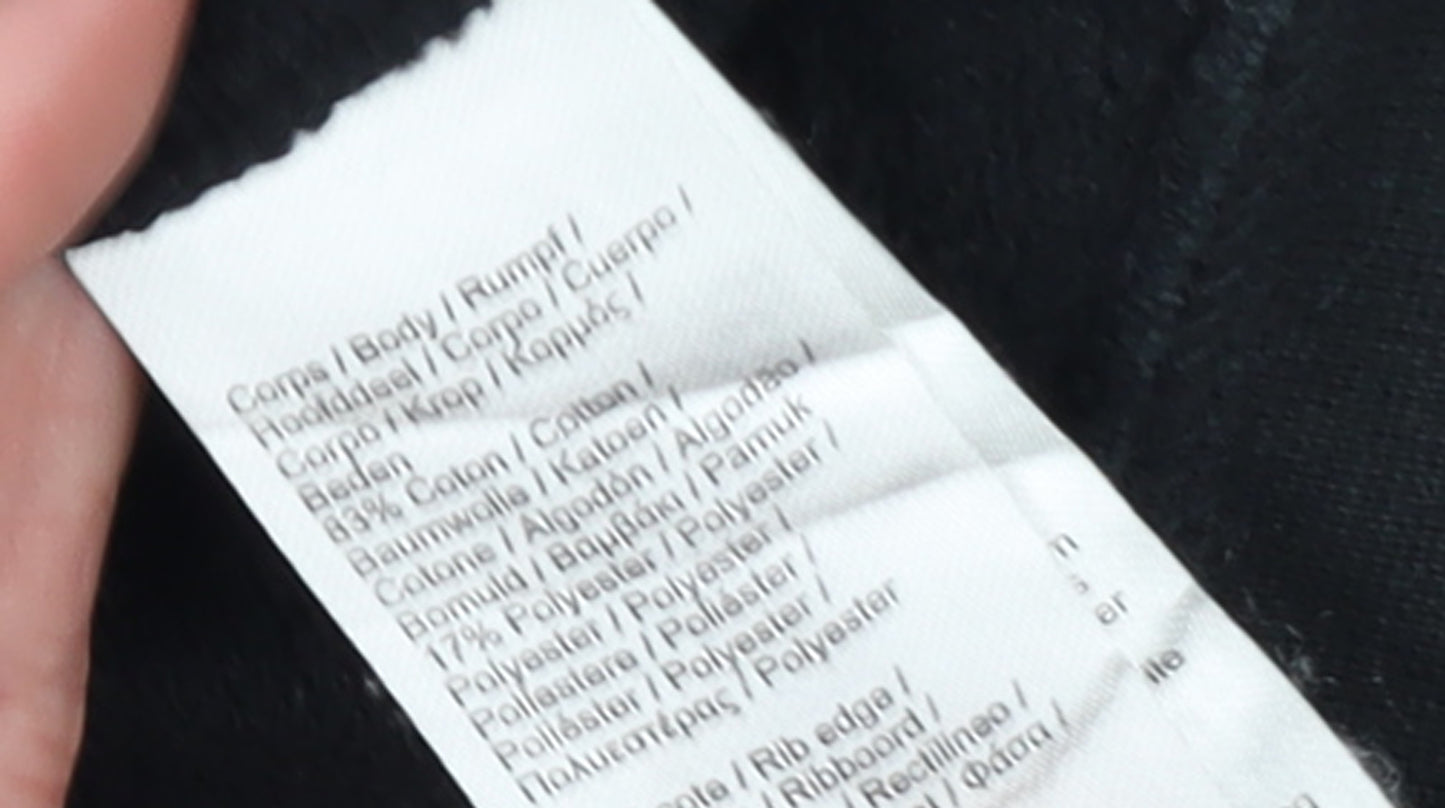 Corps / Body / Rumpf /
Hoofddeel / Corpo / Cuerpo /
Corpo / Krop / Κορμός /
Beden
83% Coton / Cotton /
Baumwolle / Katoen /
Cotone / Algodón / Algodão /
Bomuld / Βαμβάκι / Pamuk
17% Polyester / Polyester /
Polyester / Polyester /
Poliestere / Poliéster /
Poliéster / Polyester /
Πολυεστέρας / Polyester
/ Rib edge /
/ Ribboord /
/ Rectilineo /
/ Φάσα /